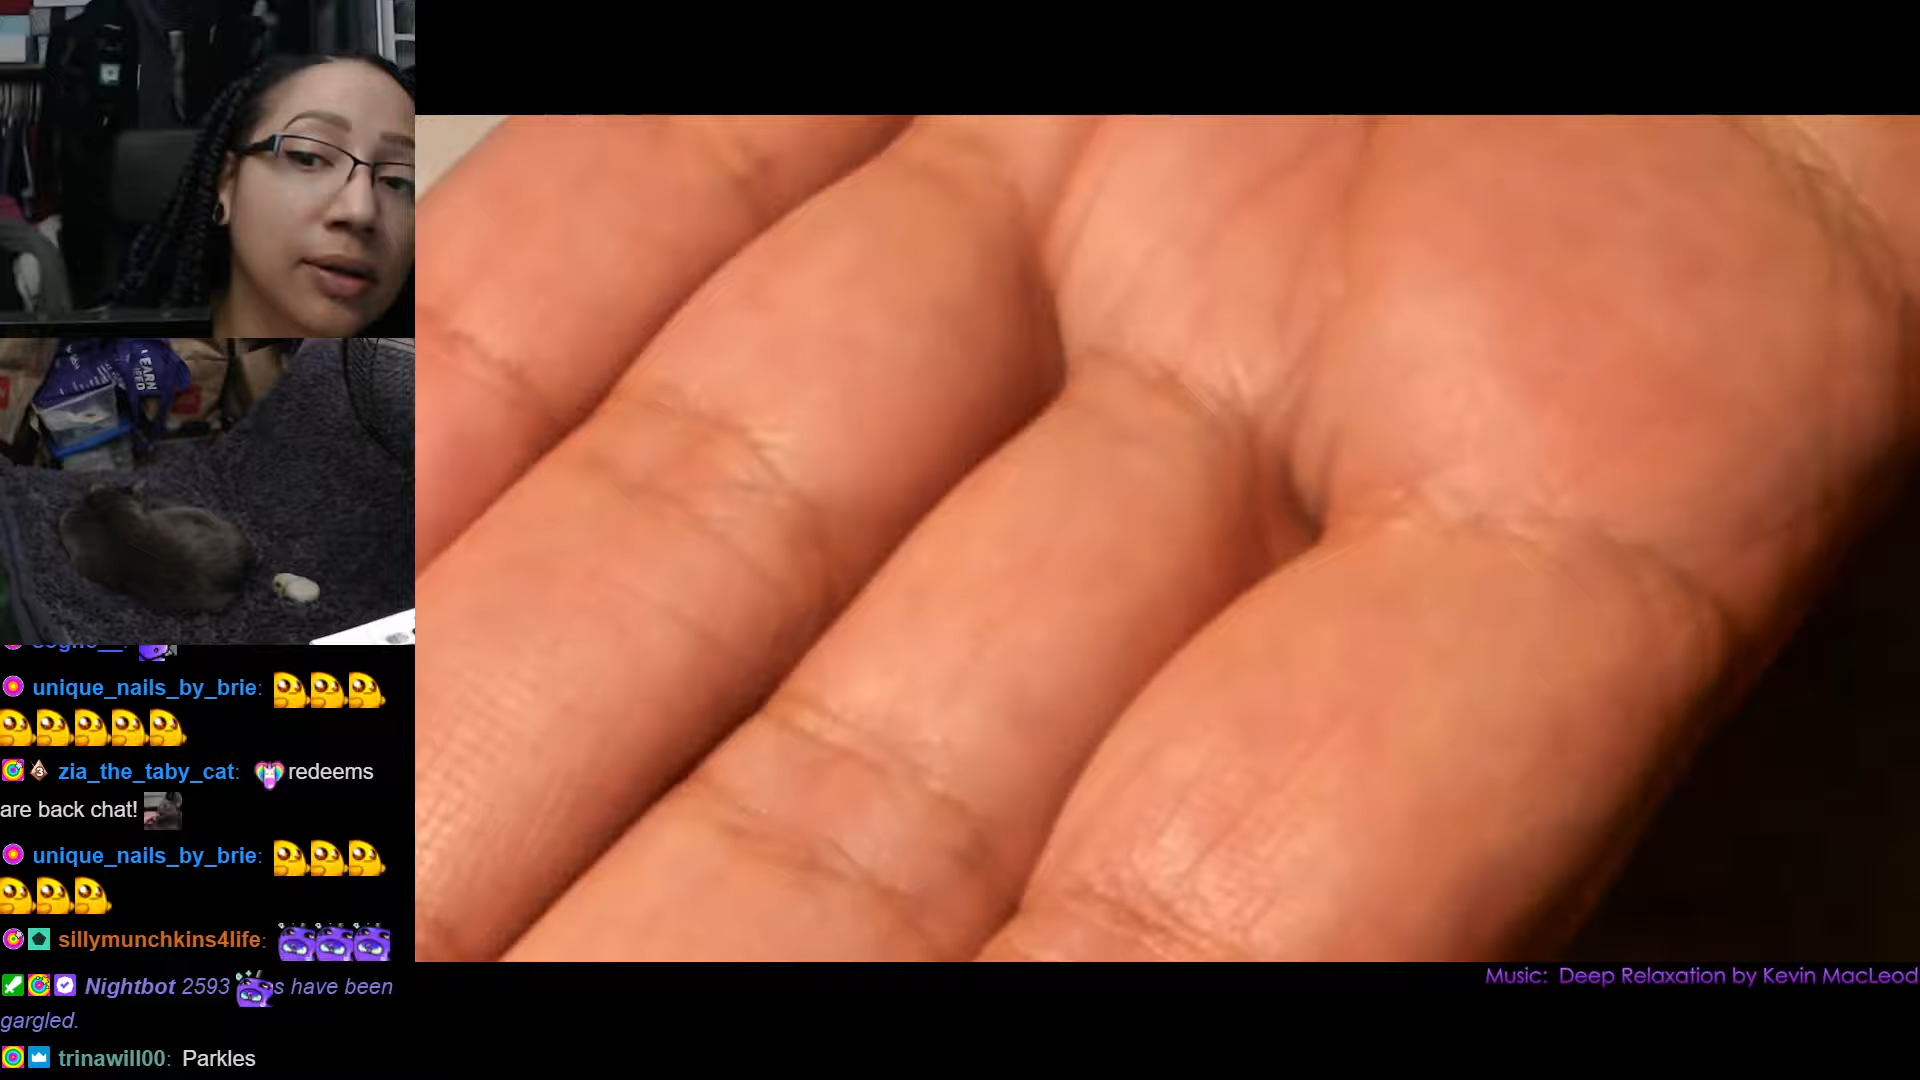 EARN
unique_nails_by_brie:
zia_the_taby_cat: redeems
are back chat!
unique_nails_by_brie:
sillymunchkins4life:
Nightbot 2593 s have been
gargled.
trinawill00: Parkles
Music: Deep Relaxation by Kevin MacLeod